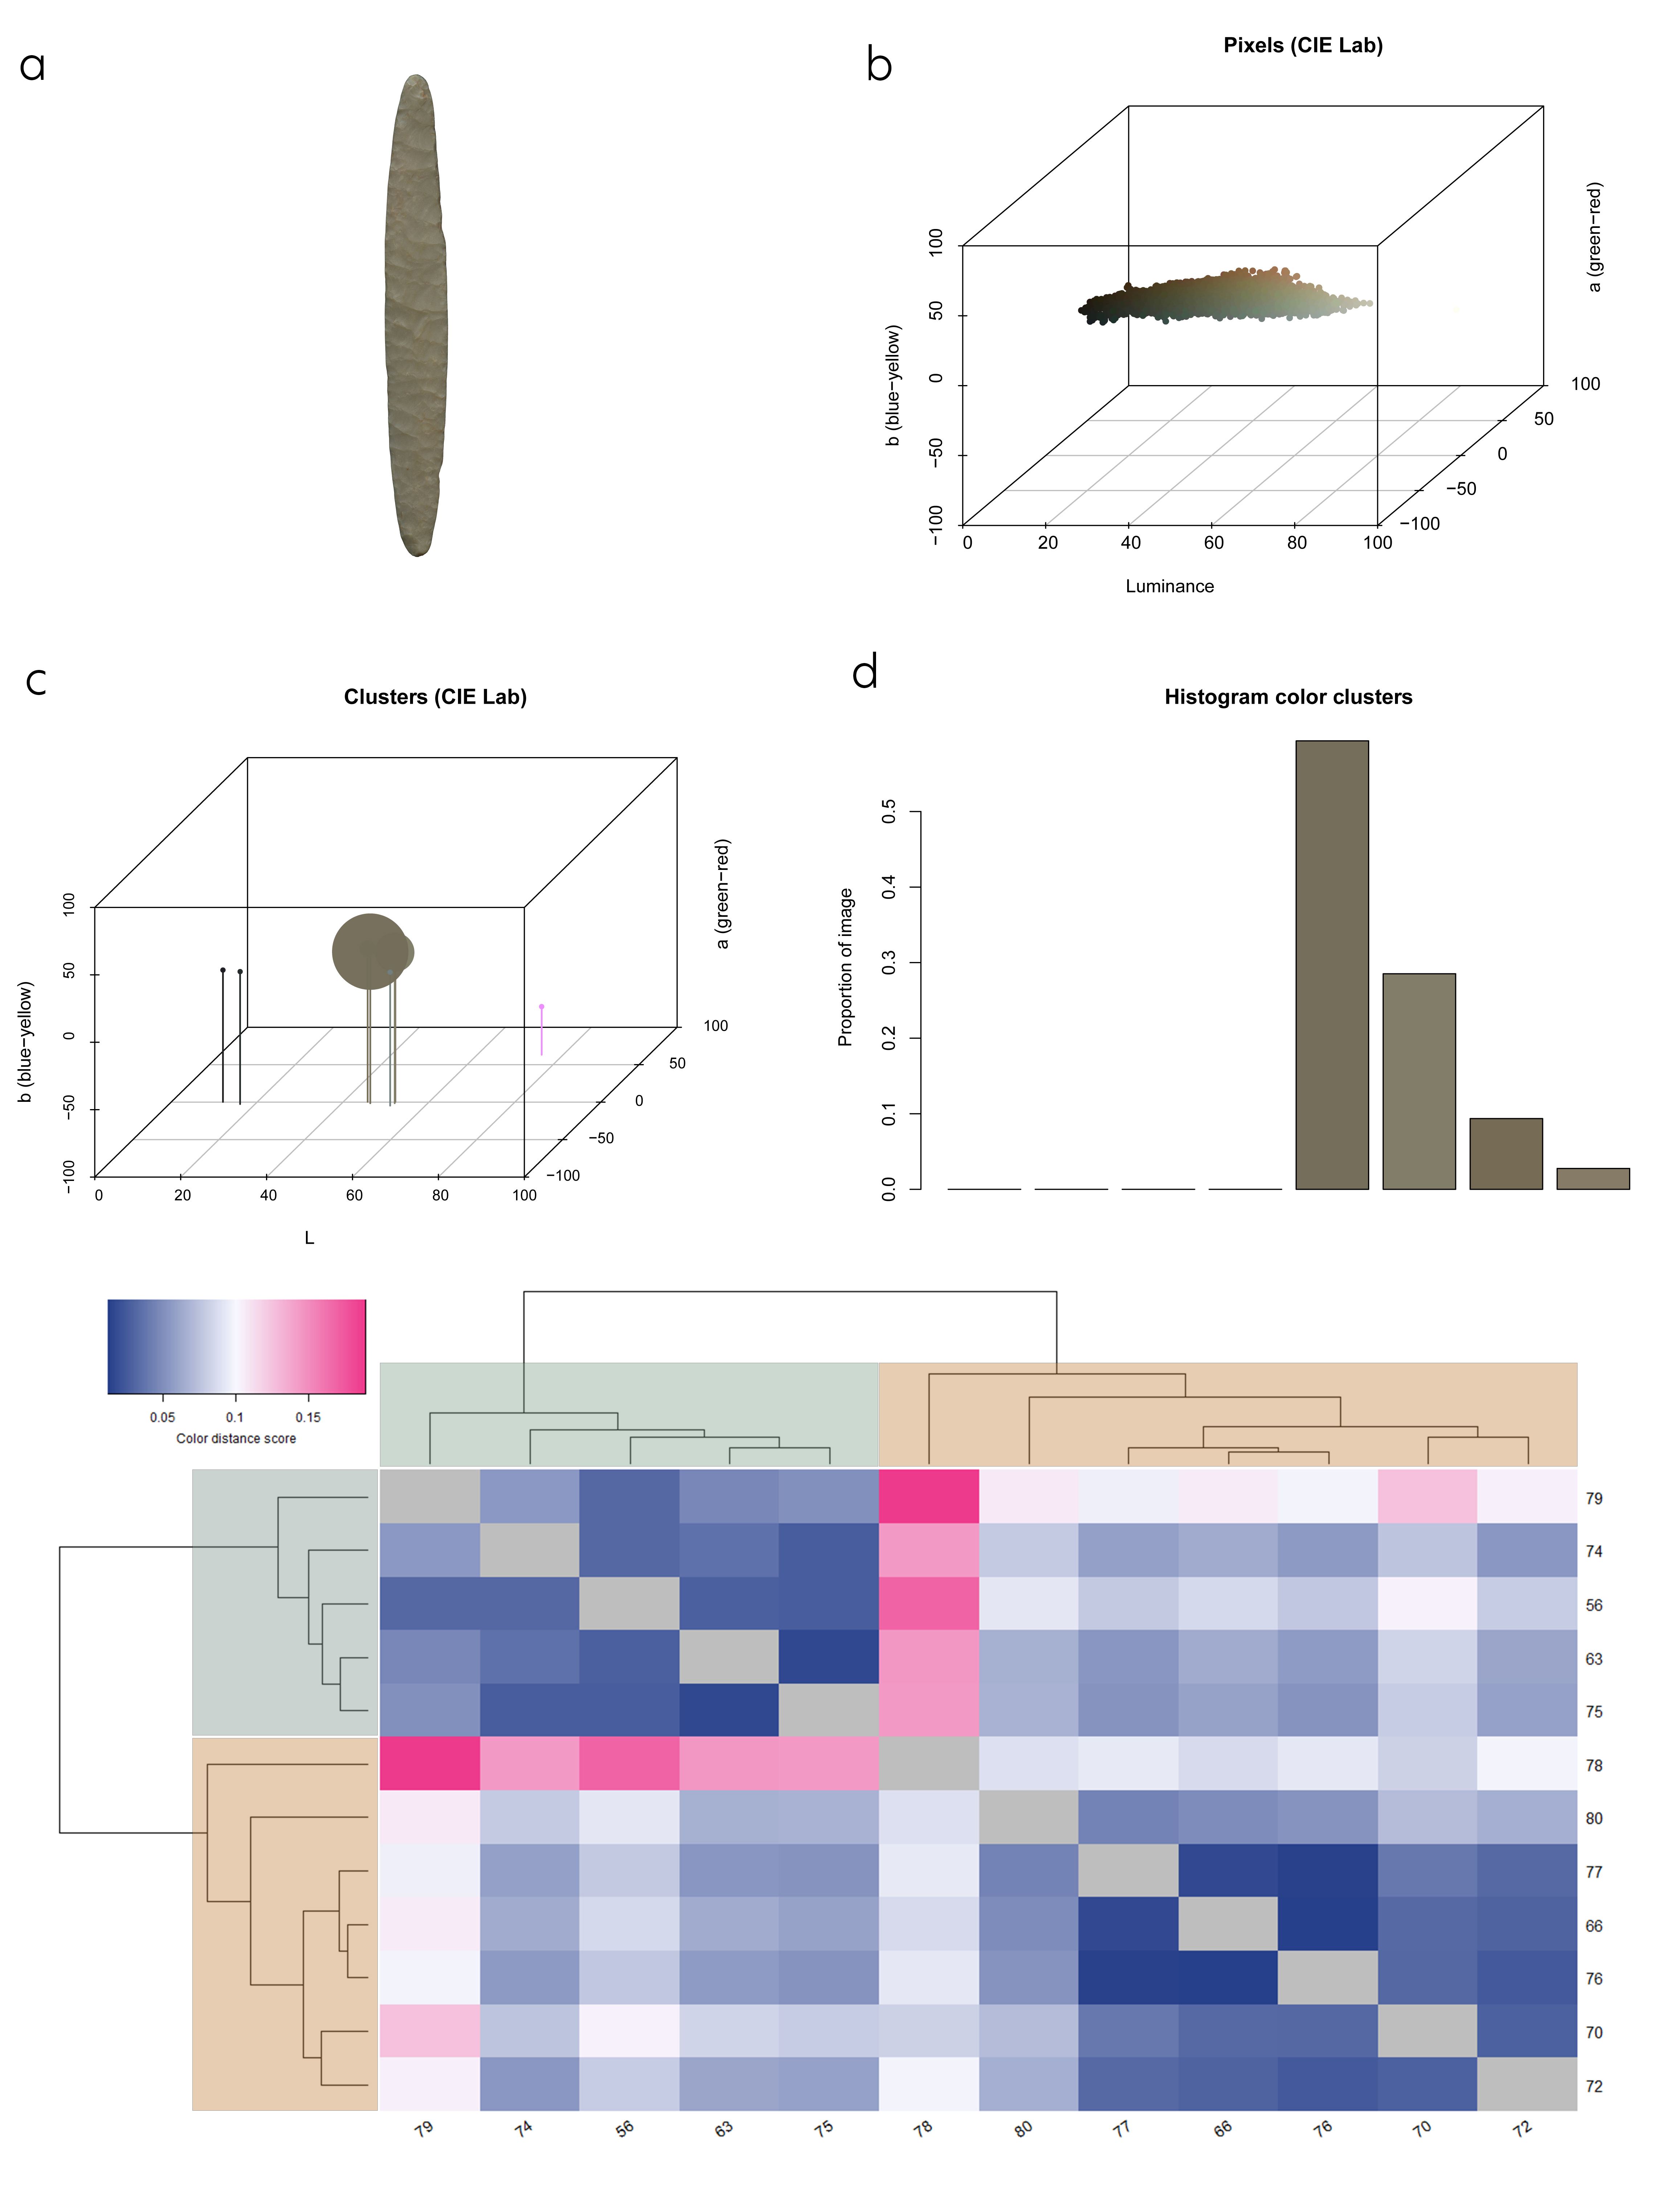 a
b
Pixels (CIE Lab)
100
50
0
−50
−100
b (blue−yellow)
0
20
40
60
80
100
Luminance
−100
−50
0
50
100
a (green−red)
c
Clusters (CIE Lab)
100
50
0
−50
−100
b (blue−yellow)
0
20
40
60
80
100
L
−100
−50
0
50
100
a (green−red)
d
Histogram color clusters
0.5
0.4
0.3
0.2
0.1
0.0
Proportion of image
0.05 0.1 0.15
Color distance score
79
74
56
63
75
78
80
77
66
76
70
72
79 74 56 63 75 78 80 77 66 76 70 72